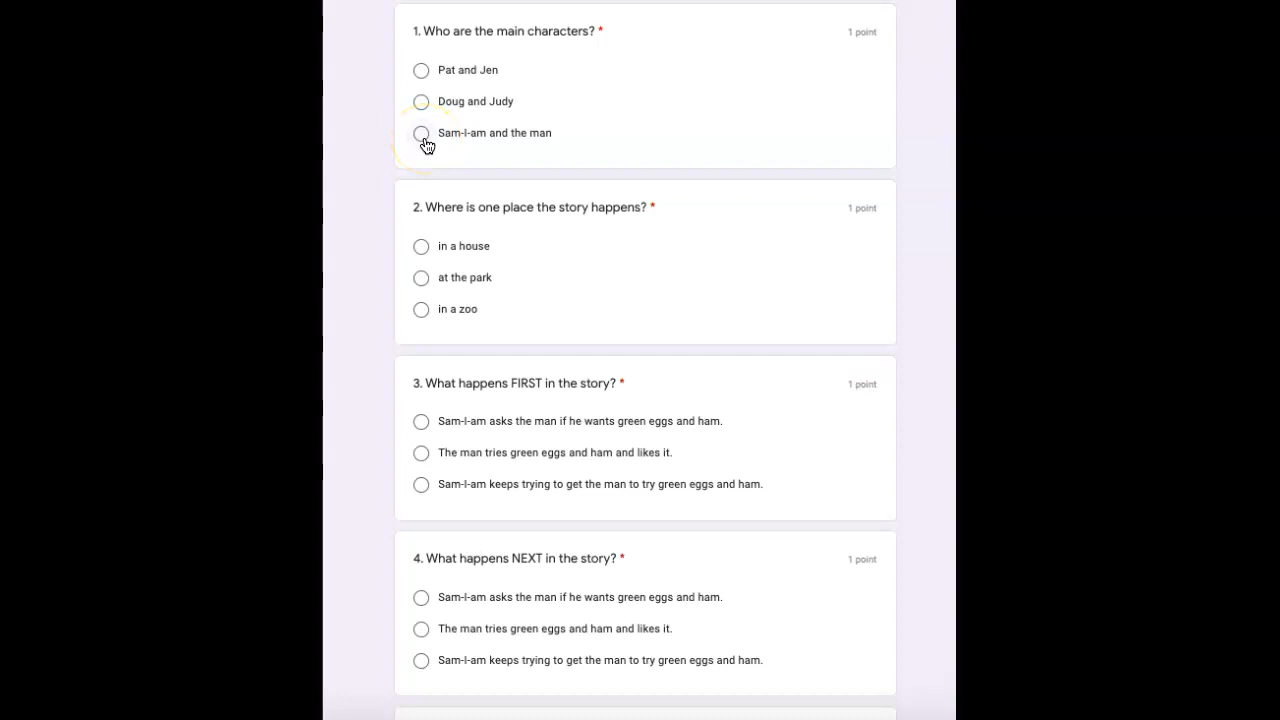 1. Who are the main characters? *
1 point
Pat and Jen
Doug and Judy
Sam-I-am and the man
2. Where is one place the story happens? *
1 point
in a house
at the park
in a zoo
3. What happens FIRST in the story? *
1 point
Sam-I-am asks the man if he wants green eggs and ham.
The man tries green eggs and ham and likes it.
Sam-I-am keeps trying to get the man to try green eggs and ham.
4. What happens NEXT in the story? *
1 point
Sam-I-am asks the man if he wants green eggs and ham.
The man tries green eggs and ham and likes it.
Sam-I-am keeps trying to get the man to try green eggs and ham.